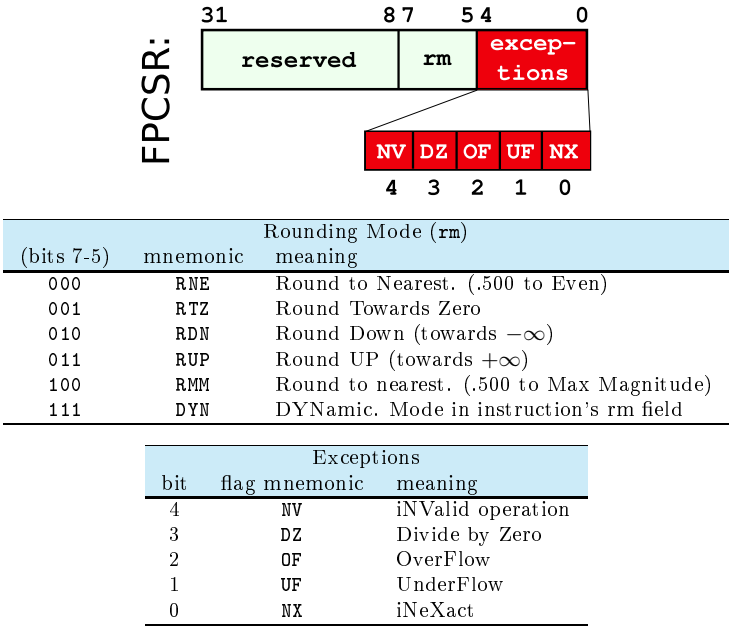 31 8 7 5 4 0
FPCSR:
reserved rm excep-
tions
NV DZ OF UF NX
4 3 2 1 0
Rounding Mode (rm)
(bits 7-5) mnemonic meaning
000 RNE Round to Nearest. (.500 to Even)
001 RTZ Round Towards Zero
010 RDN Round Down (towards −∞)
011 RUP Round UP (towards +∞)
100 RMM Round to nearest. (.500 to Max Magnitude)
111 DYN DYNamic. Mode in instruction's rm field
Exceptions
bit flag mnemonic meaning
4 NV iNValid operation
3 DZ Divide by Zero
2 OF OverFlow
1 UF UnderFlow
0 NX iNeXact